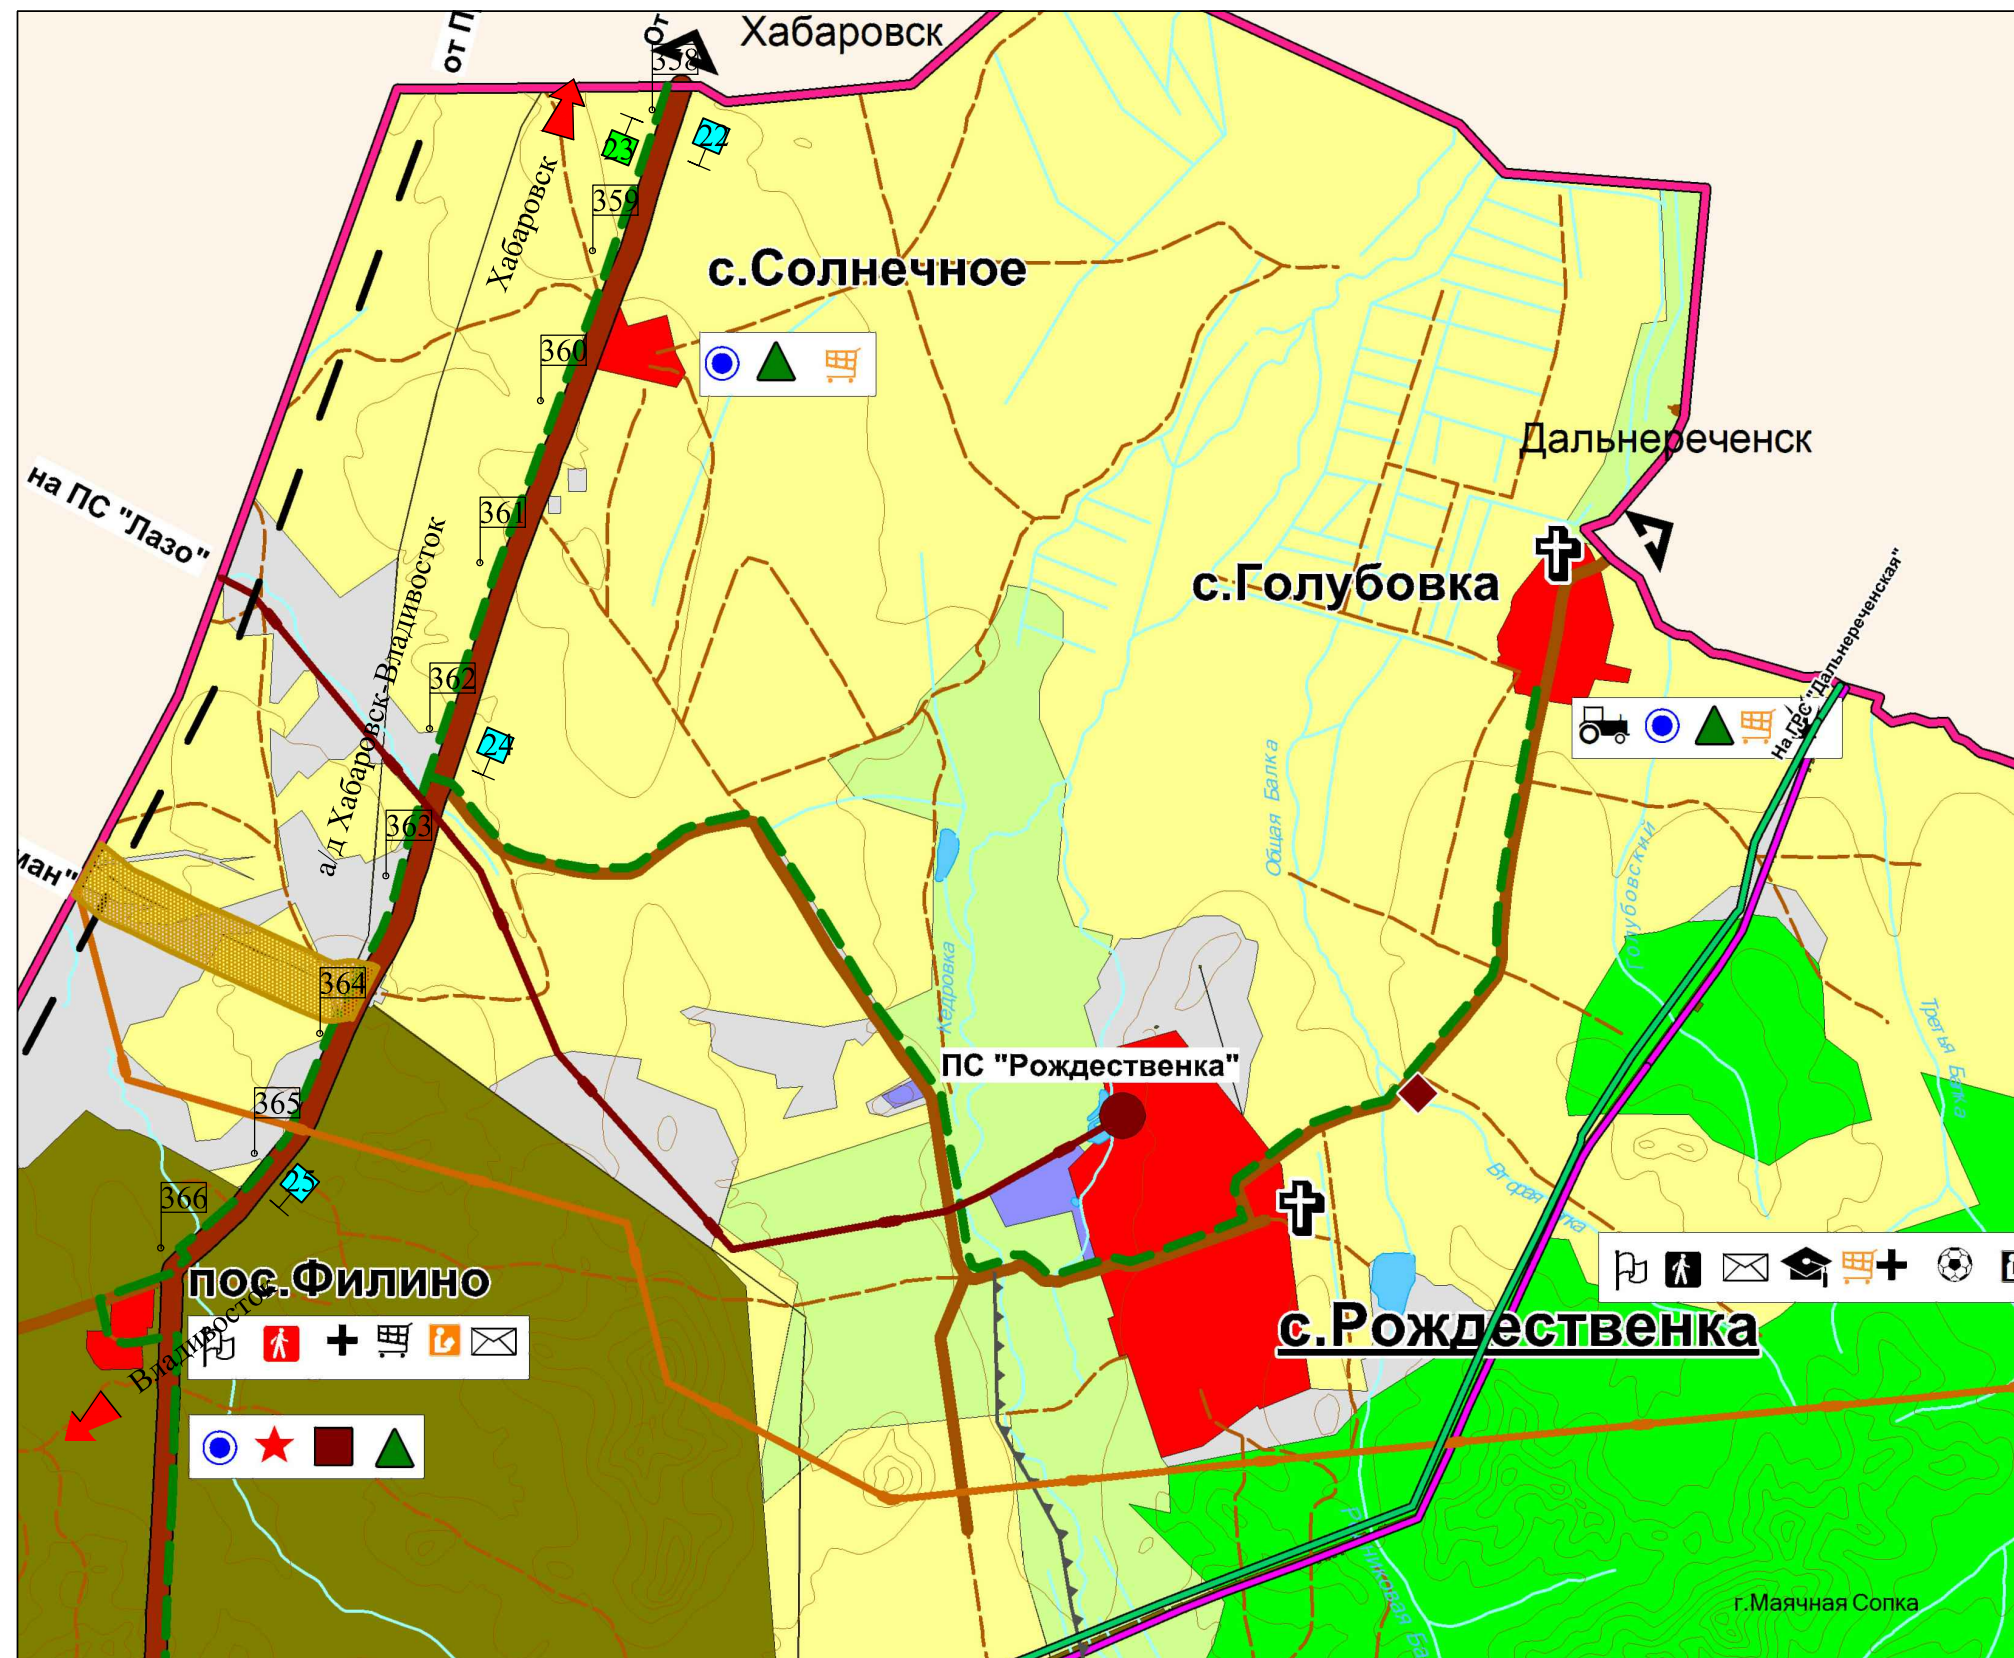 от П
От
Хабаровск
358
22
23
Хабаровск
359
с.Солнечное
360
Дальнереченск
на ПС "Лазо"
361
с.Голубовка
а/д Хабаровск-Владивосток
362
На ГРС "Дальнереченская"
24
Общая Балка
363
Голубовский
ман"
Кедровка
364
Третья Балка
ПС "Рождественка"
365
25
Вторая
366
пос.Филино
с.Рождественка
Владивосток
г.Маячная Сопка